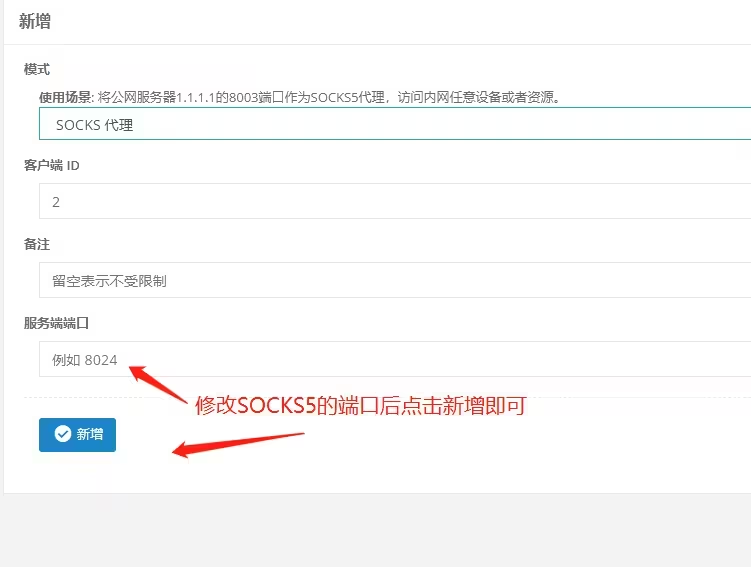 新增
模式
使用场景: 将公网服务器1.1.1.1的8003端口作为SOCKS5代理，访问内网任意设备或者资源。
SOCKS 代理
客户端 ID
2
备注
留空表示不受限制
服务端端口
例如 8024
修改SOCKS5的端口后点击新增即可
新增